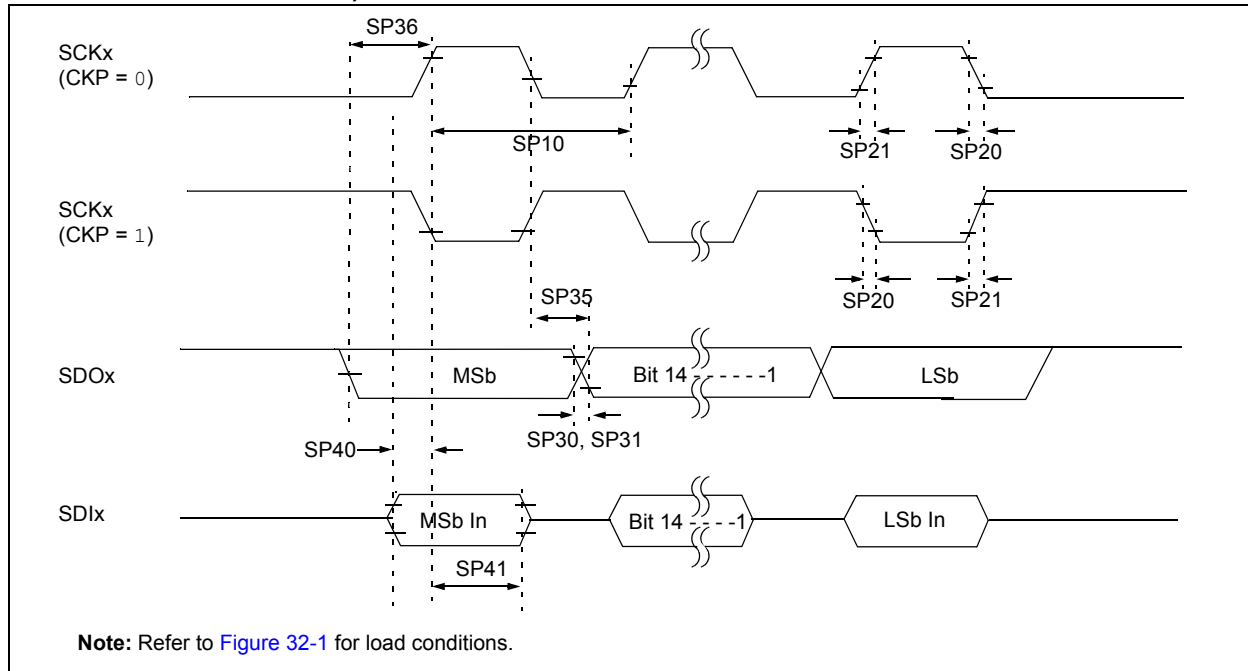 SP36
SCKx
(CKP = 0)
SP10
SP21
SP20
SCKx
(CKP = 1)
SP35
SP20
SP21
SDOx
MSb
Bit 14 - - - - - -1
LSb
SP40
SP30, SP31
SDIx
MSb In
Bit 14 - - - - -1
LSb In
SP41
Note: Refer to Figure 32-1 for load conditions.